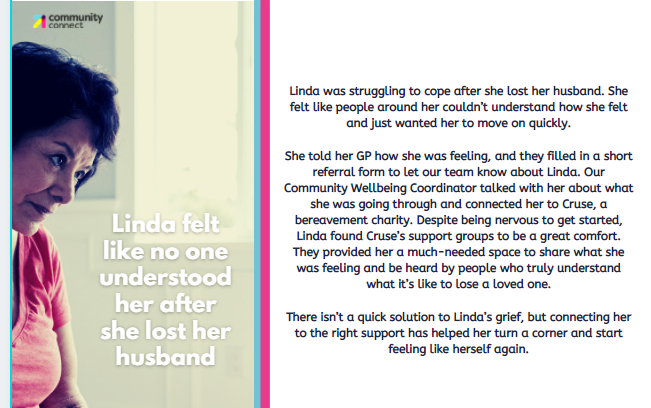 community
connect
Linda felt
like no one
understood
her after
she lost her
husband
Linda was struggling to cope after she lost her husband. She
felt like people around her couldn't understand how she felt
and just wanted her to move on quickly.
She told her GP how she was feeling, and they filled in a short
referral form to let our team know about Linda. Our
Community Wellbeing Coordinator talked with her about what
she was going through and connected her to Cruse, a
bereavement charity. Despite being nervous to get started,
Linda found Cruse's support groups to be a great comfort.
They provided her a much-needed space to share what she
was feeling and be heard by people who truly understand
what it's like to lose a loved one.
There isn't a quick solution to Linda's grief, but connecting her
to the right support has helped her turn a corner and start
feeling like herself again.